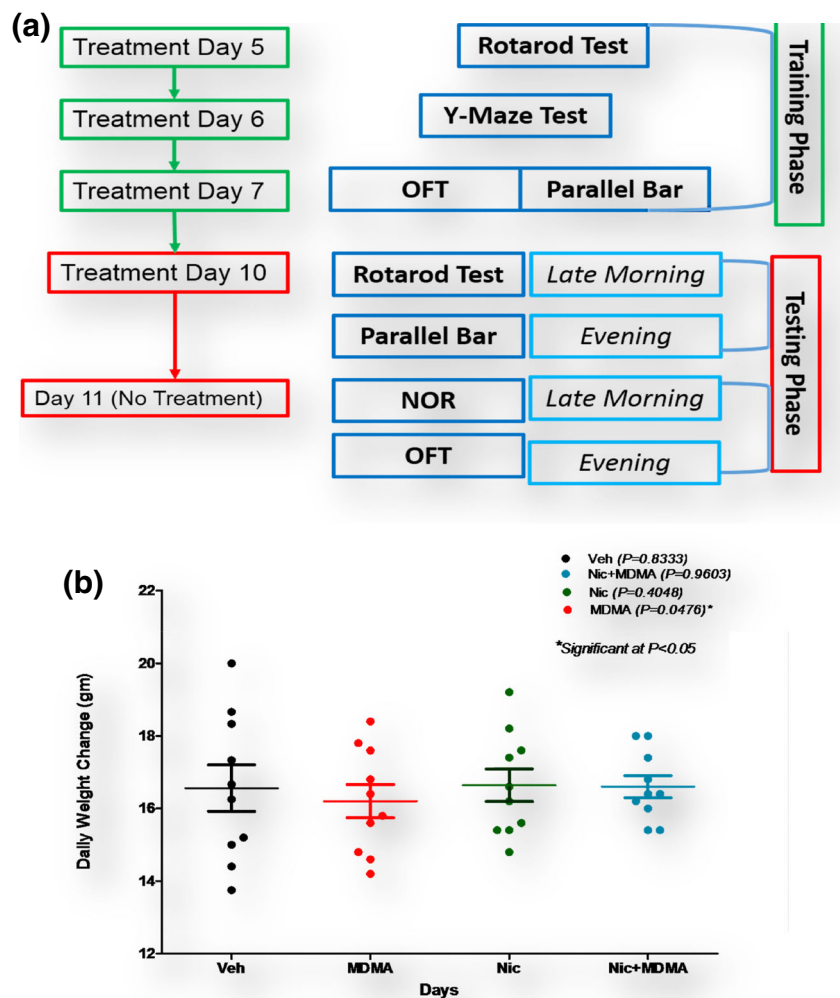 (a)
Treatment Day 5
Rotarod Test
Treatment Day 6
Y-Maze Test
Treatment Day 7
OFT
Parallel Bar
Training Phase
Treatment Day 10
Rotarod Test
Late Morning
Parallel Bar
Evening
Day 11 (No Treatment)
NOR
Late Morning
OFT
Evening
Testing Phase
(b)
Veh (P=0.8333)
Nic+MDMA (P=0.9603)
Nic (P=0.4048)
MDMA (P=0.0476)*
*Significant at P<0.05
Daily Weight Change (gm)
22
20
18
16
14
12
Veh
MDMA
Nic
Nic+MDMA
Days